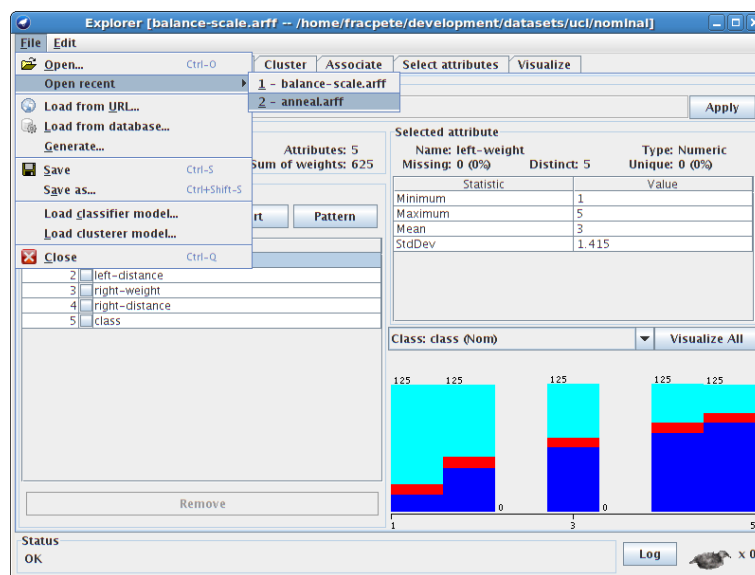 Explorer [balance-scale.arff -- /home/fracpete/development/datasets/ucl/nominal]
File Edit
Open... Ctrl-O
Cluster Associate Select attributes Visualize
Open recent
1 - balance-scale.arff
2 - anneal.arff
Load from URL...
Apply
Load from database...
Generate...
Save Ctrl-S
Save as... Ctrl+Shift-S
Load classifier model...
Load clusterer model...
Close Ctrl-Q
Attributes: 5
Sum of weights: 625
Pattern
2 left-distance
3 right-weight
4 right-distance
5 class
Remove
Selected attribute
Name: left-weight Type: Numeric
Missing: 0 (0%) Distinct: 5 Unique: 0 (0%)
Statistic Value
Minimum 1
Maximum 5
Mean 3
StdDev 1.415
Class: class (Nom) Visualize All
125 125 125 125 125
0 0
1 3 5
Status
OK
Log x 0